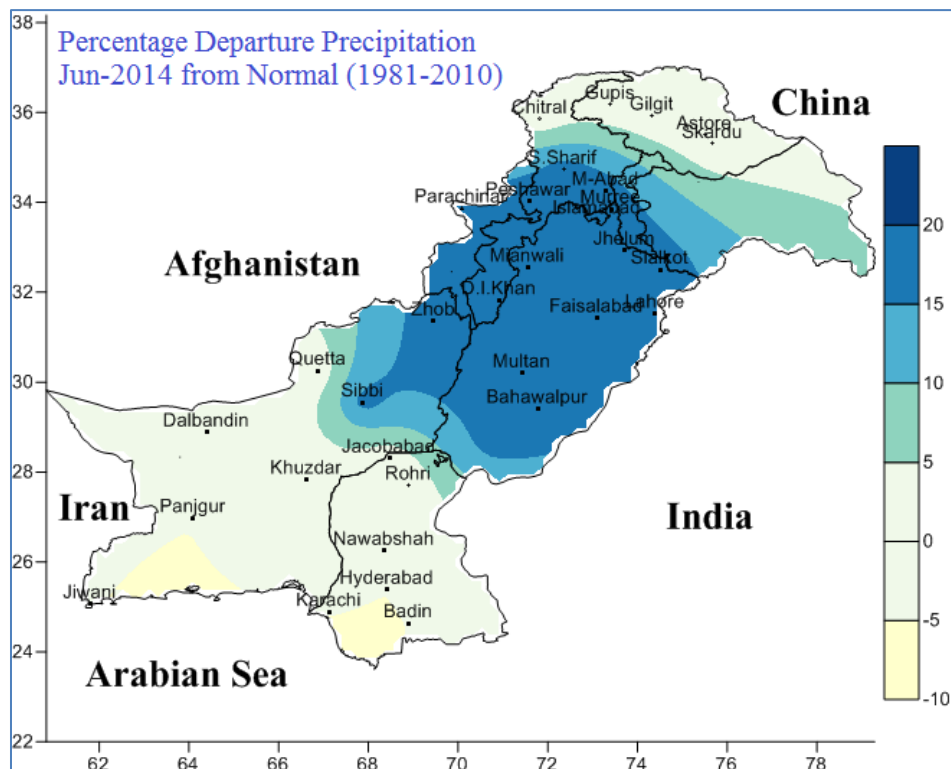 Percentage Departure Precipitation
Jun-2014 from Normal (1981-2010)
38
36
34
32
30
28
26
24
22
62
64
66
68
70
72
74
76
78
China
Afghanistan
Iran
India
Arabian Sea
Chitral
Gupis
Gilgit
Astore
Skardu
S.Sharif
M-Abad
Peshawar
Murree
Parachinar
Islamabad
Jhelum
Mianwali
Sialkot
D.I.Khan
Zhob
Faisalabad
Lahore
Quetta
Multan
Sibbi
Bahawalpur
Dalbandin
Jacobabad
Khuzdar
Rohri
Panjgur
Nawabshah
Hyderabad
Jiwani
Karachi
Badin
20
15
10
5
0
-5
-10